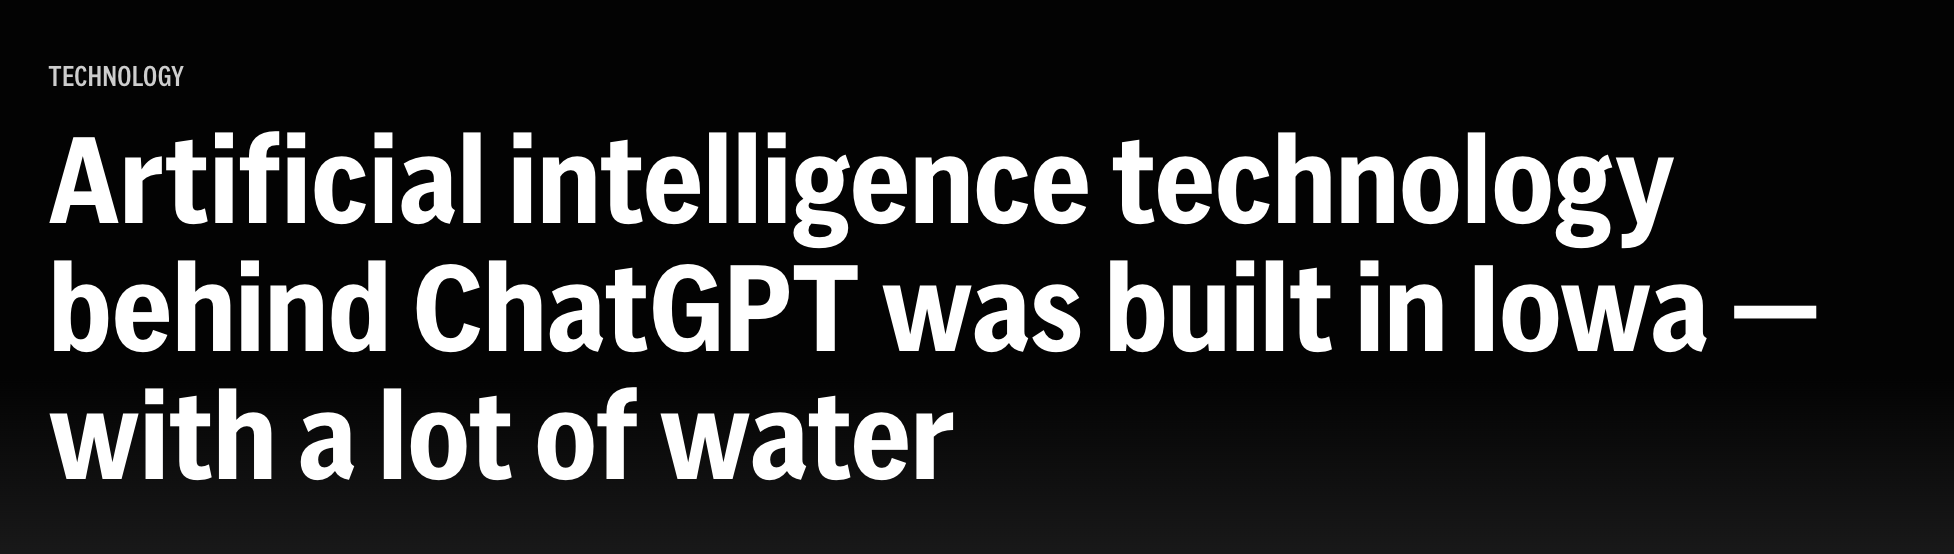 TECHNOLOGY
Artificial intelligence technology
behind ChatGPT was built in Iowa —
with a lot of water